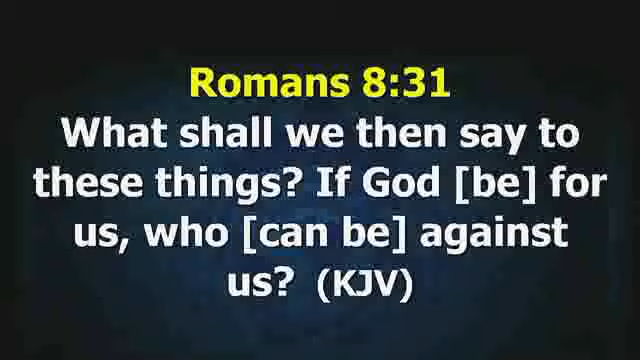 Romans 8:31
What shall we then say to
these things? If God [be] for
us, who [can be] against
us? (KJV)